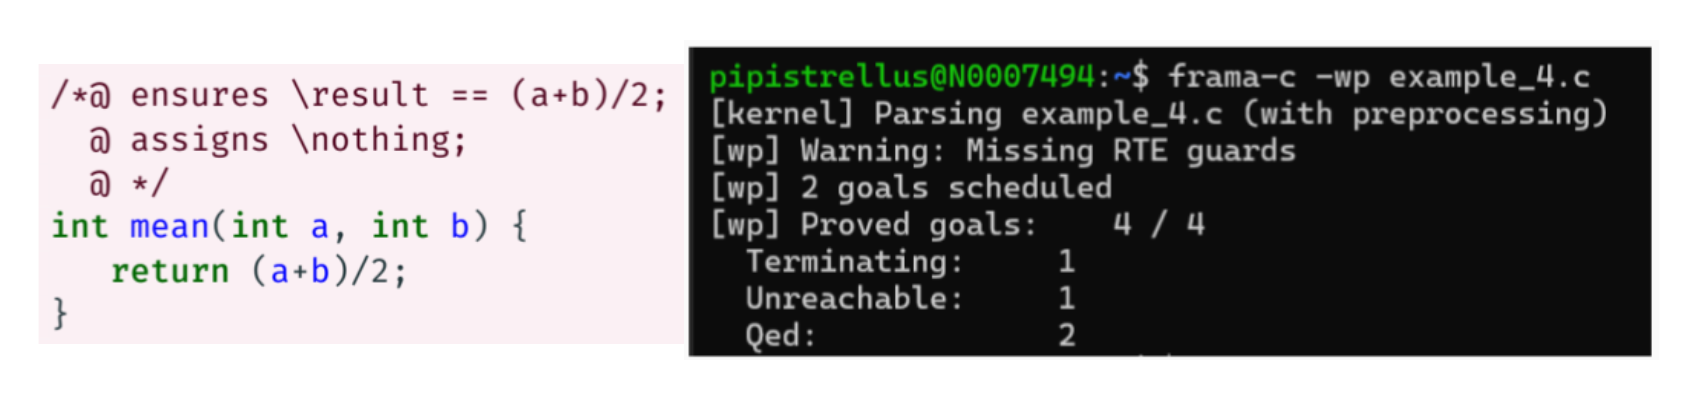 /*@ ensures \result == (a+b)/2;
  @ assigns \nothing;
  @ */
int mean(int a, int b) {
   return (a+b)/2;
}
pipistrellus@N0007494:~$ frama-c -wp example_4.c
[kernel] Parsing example_4.c (with preprocessing)
[wp] Warning: Missing RTE guards
[wp] 2 goals scheduled
[wp] Proved goals:    4 / 4
  Terminating:     1
  Unreachable:     1
  Qed:             2